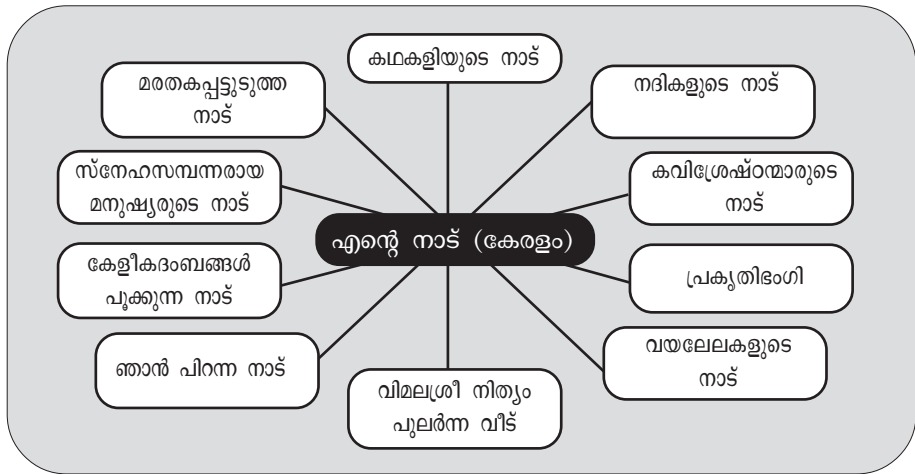 കഥകളിയുടെ നാട്
മരതകപ്പട്ടുടുത്ത
നാട്
നദികളുടെ നാട്
സ്നേഹസമ്പന്നരായ
മനുഷ്യരുടെ നാട്
കവിശ്രേഷ്ഠന്മാരുടെ
നാട്
എന്റെ നാട് (കേരളം)
കേളീകദംബങ്ങൾ
പൂക്കുന്ന നാട്
പ്രകൃതിഭംഗി
ഞാൻ പിറന്ന നാട്
വയലേലകളുടെ
നാട്
വിമലശ്രീ നിത്യം
പുലർന്ന വീട്